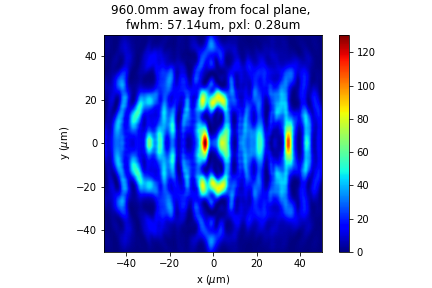 960.0mm away from focal plane,
fwhm: 57.14um, pxl: 0.28um
40
20
0
−20
−40
y (μm)
−40 −20 0 20 40
x (μm)
120
100
80
60
40
20
0